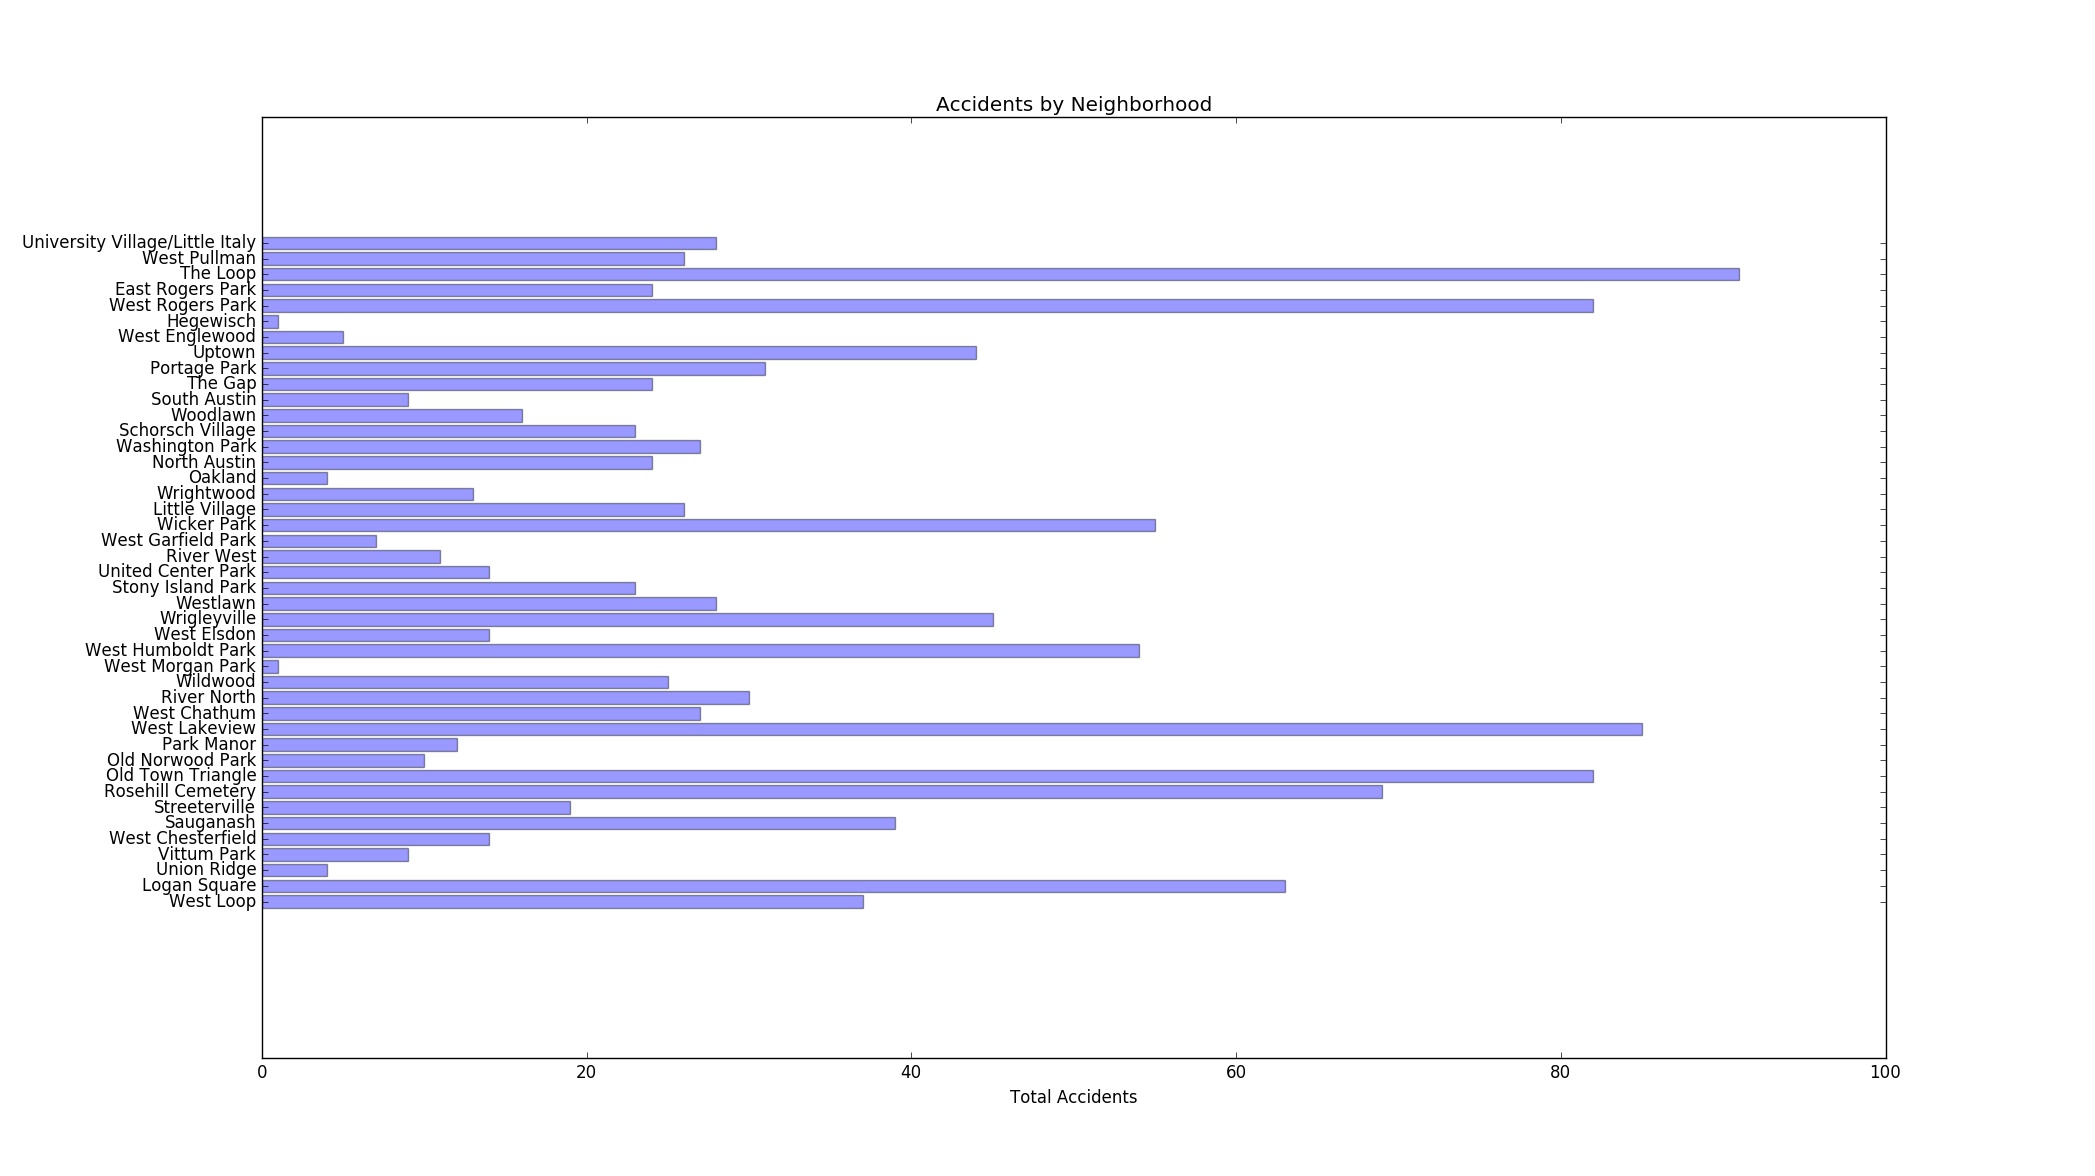 Accidents by Neighborhood
University Village/Little Italy
West Pullman
The Loop
East Rogers Park
West Rogers Park
Hegewisch
West Englewood
Uptown
Portage Park
The Gap
South Austin
Woodlawn
Schorsch Village
Washington Park
North Austin
Oakland
Wrightwood
Little Village
Wicker Park
West Garfield Park
River West
United Center Park
Stony Island Park
Westlawn
Wrigleyville
West Elsdon
West Humboldt Park
West Morgan Park
Wildwood
River North
West Chathum
West Lakeview
Park Manor
Old Norwood Park
Old Town Triangle
Rosehill Cemetery
Streeterville
Sauganash
West Chesterfield
Vittum Park
Union Ridge
Logan Square
West Loop
0 20 40 60 80 100
Total Accidents